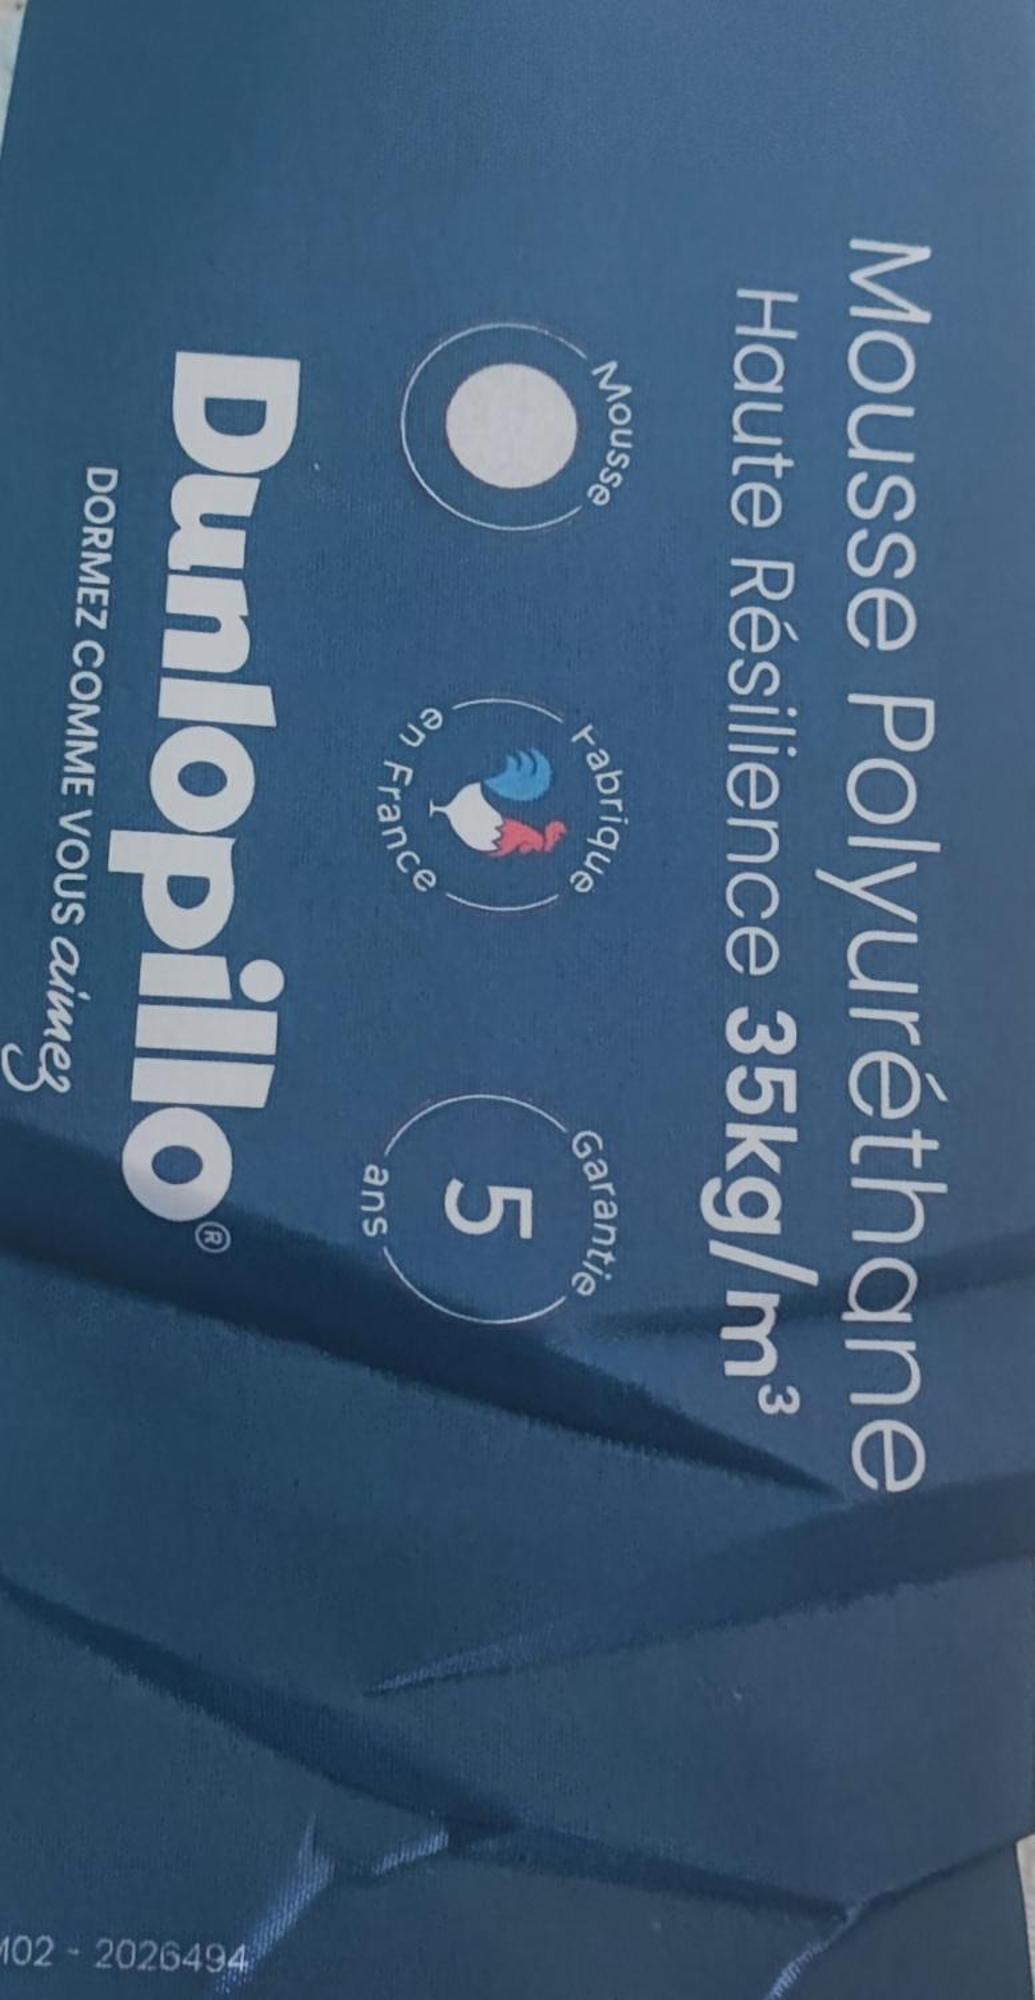 Mousse Polyuréthane
Haute Résilience 35kg/m³
Mousse
Fabriqué
en France
Garantie
5
ans
Dunlopillo®
DORMEZ COMME VOUS aimez
102 - 2026494